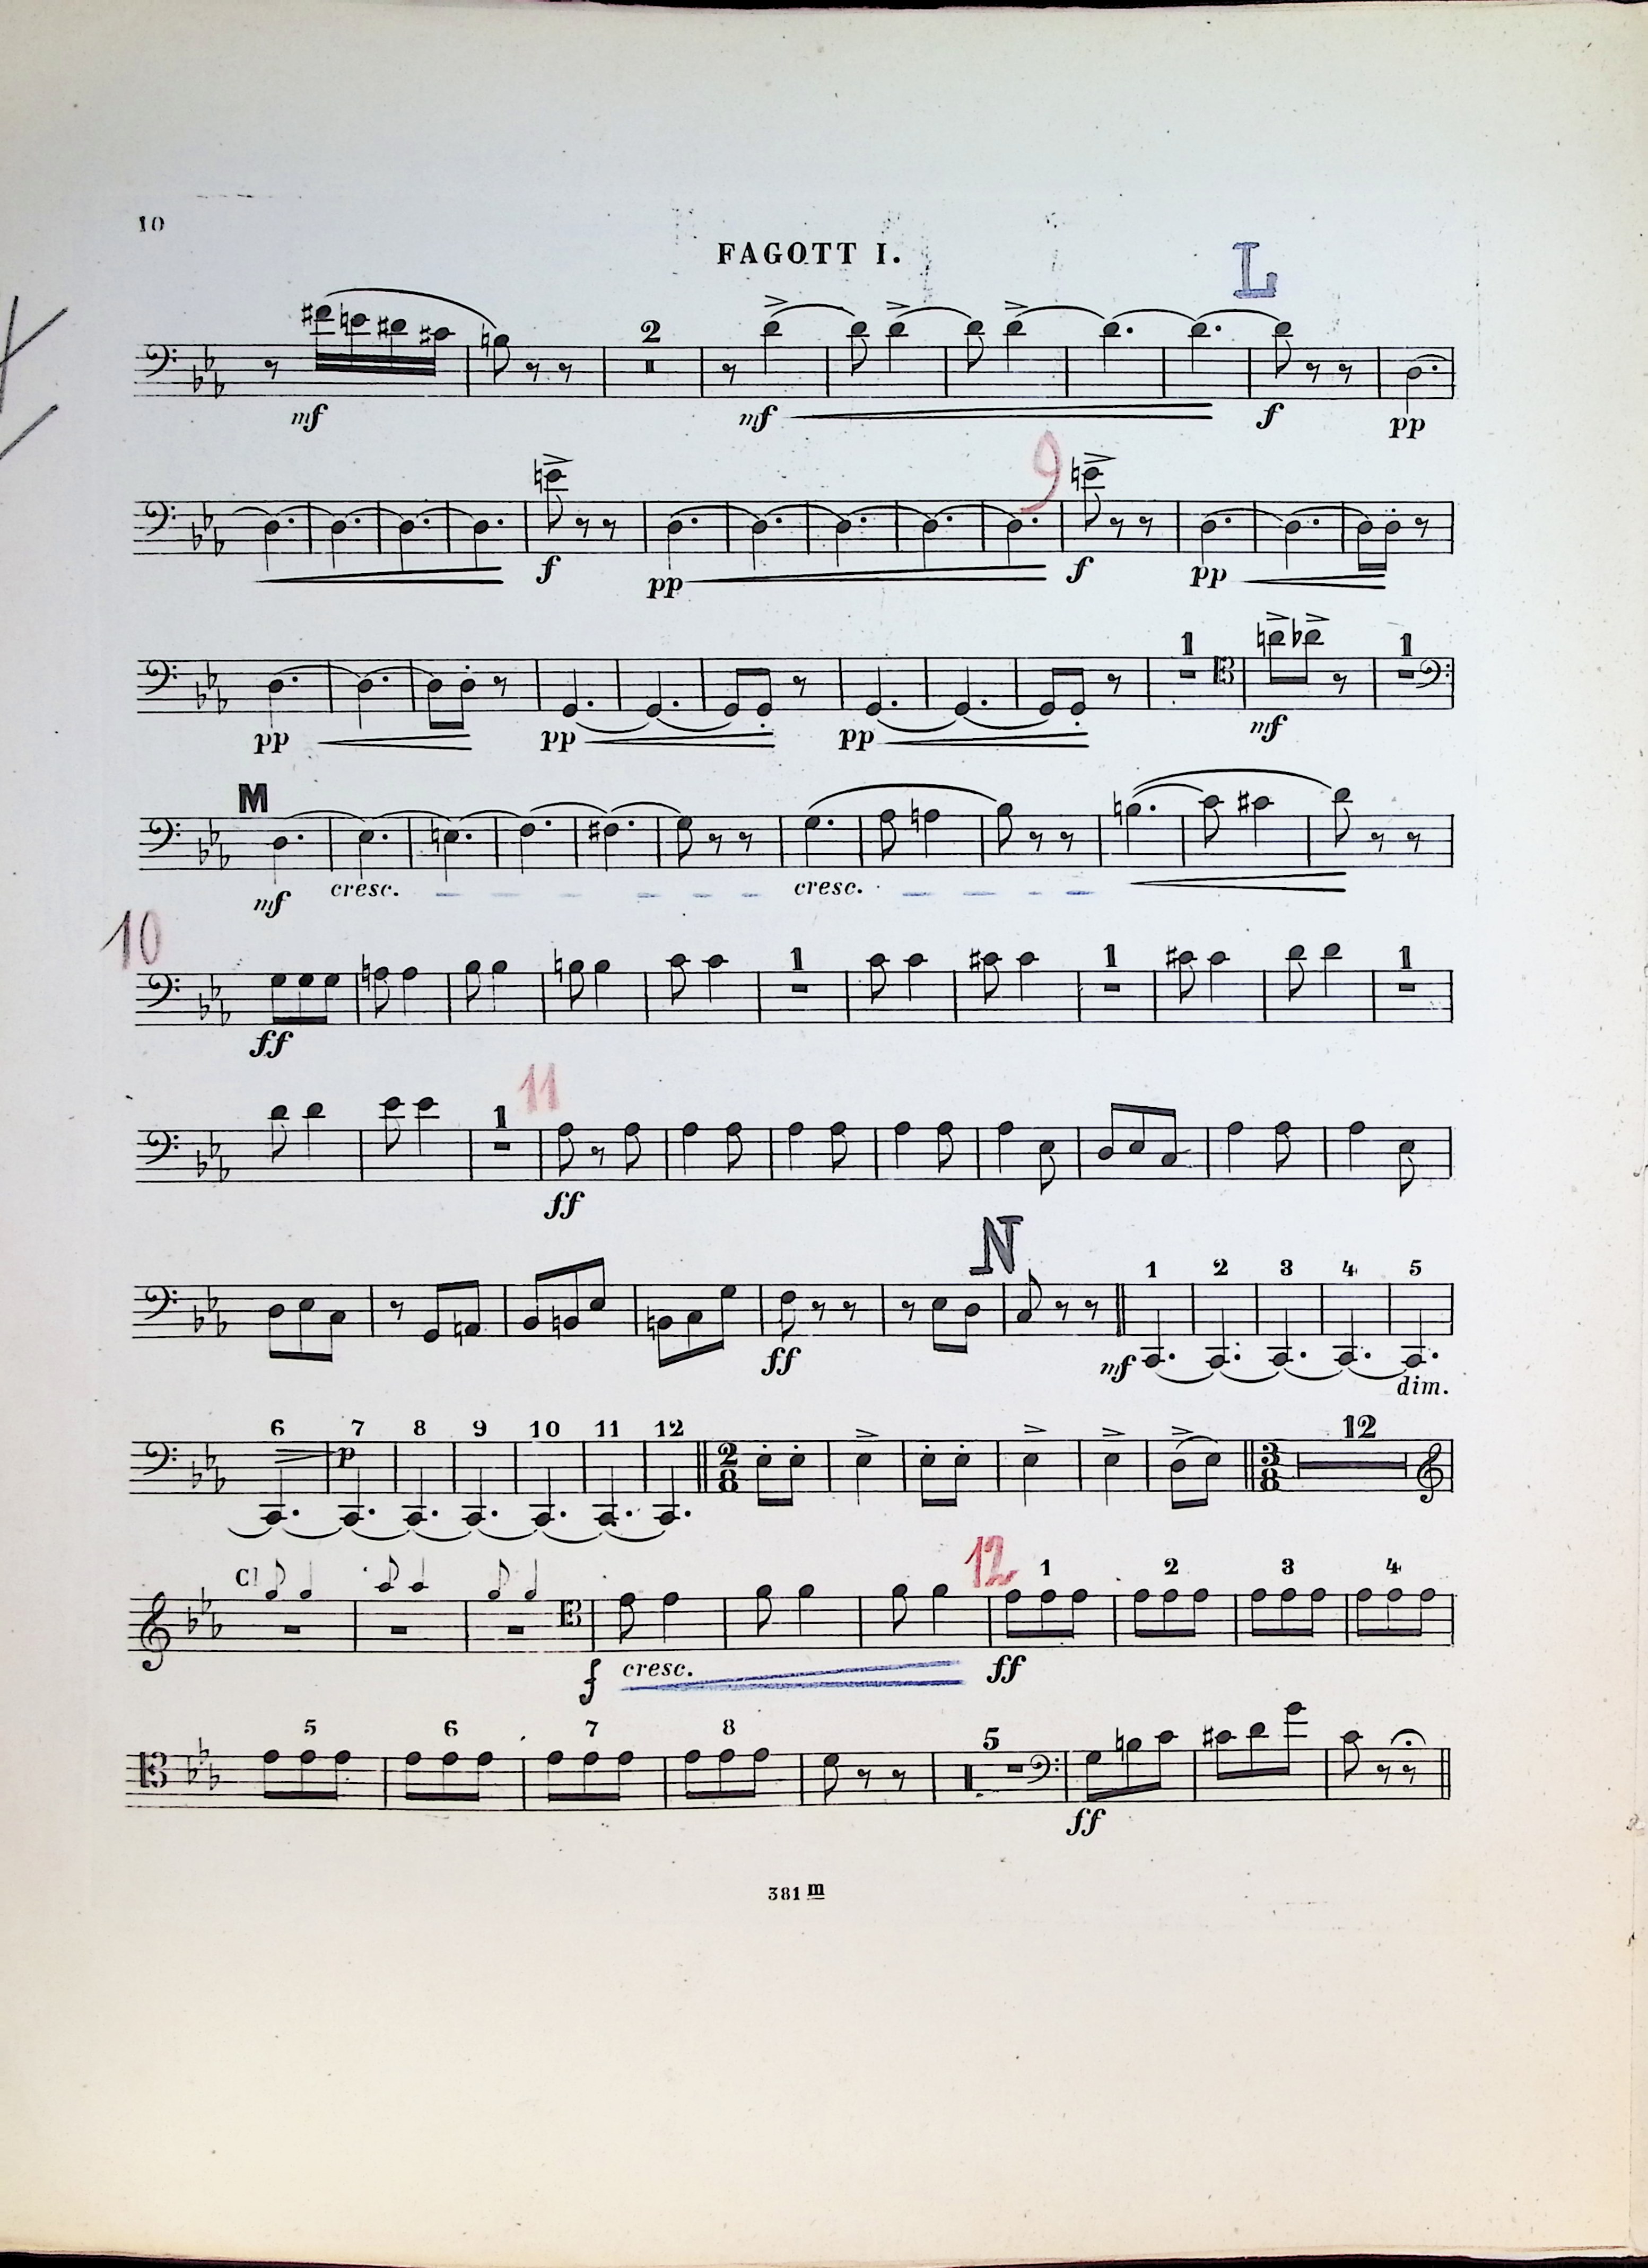 10
FAGOTT I.
L
2
mf mf f pp
9
f pp f pp
1 1
pp pp pp mf
M
mf cresc. cresc.
10
1 1 1
ff
11
1
ff
N
1 2 3 4 5
ff mf
dim.
6 7 8 9 10 11 12 12
p
2 3
8 8
12
Cl 1 2 3 4
f cresc. ff
5 6 7 8 5
ff
381 m